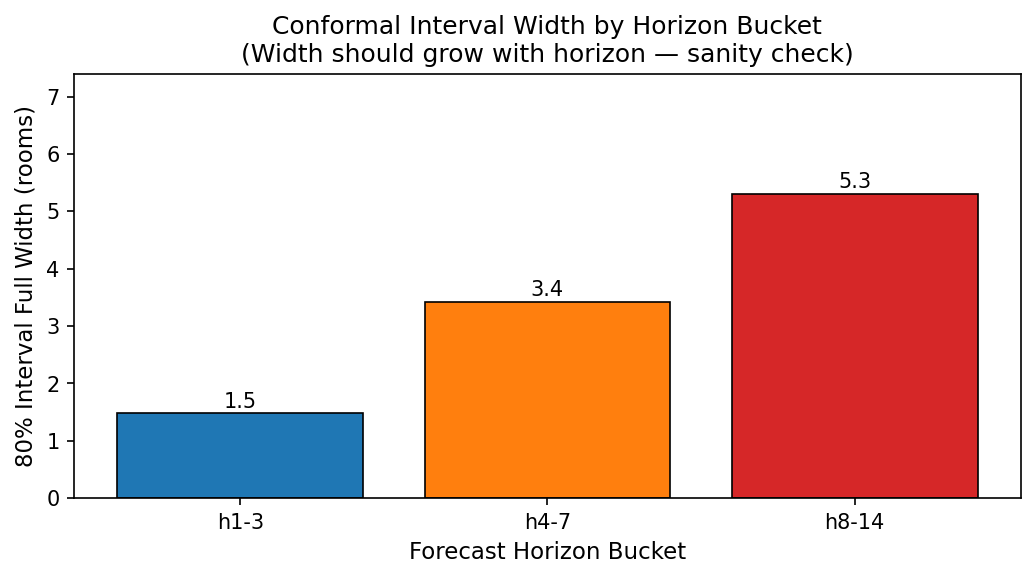 Conformal Interval Width by Horizon Bucket
(Width should grow with horizon — sanity check)
80% Interval Full Width (rooms)
7
6
5
4
3
2
1
0
1.5
3.4
5.3
h1-3
h4-7
h8-14
Forecast Horizon Bucket